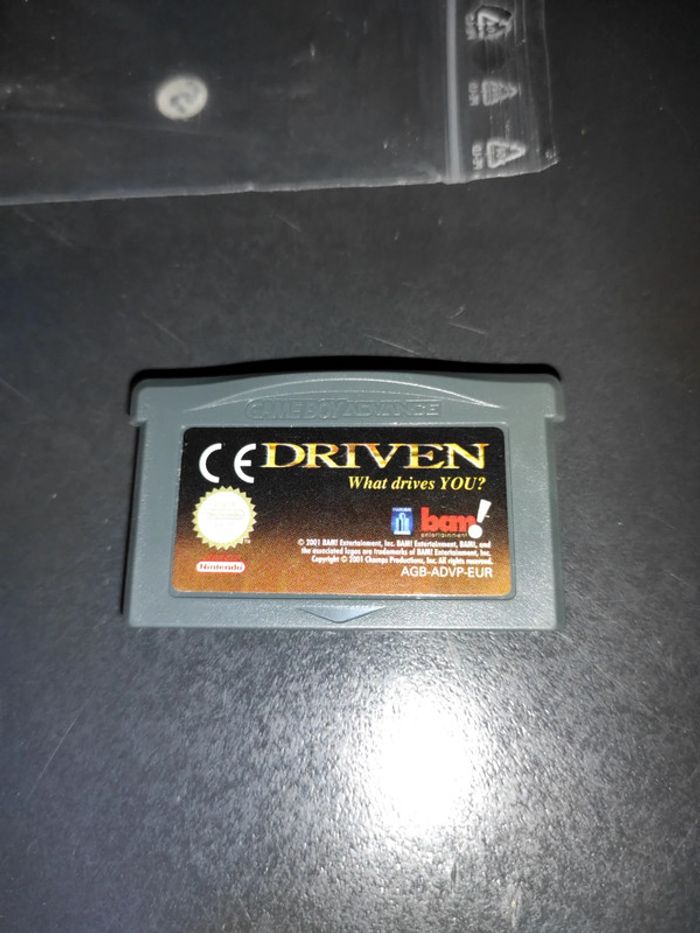 GAME BOY ADVANCE
CE DRIVEN
What drives YOU?
bam!
entertainment
© 2001 BAM! Entertainment, Inc. BAM! Entertainment, BAM!, and
the associated logos are trademarks of BAM! Entertainment, Inc.
Copyright © 2001 Champs Productions, Inc. All rights reserved.
Nintendo
AGB-ADVP-EUR